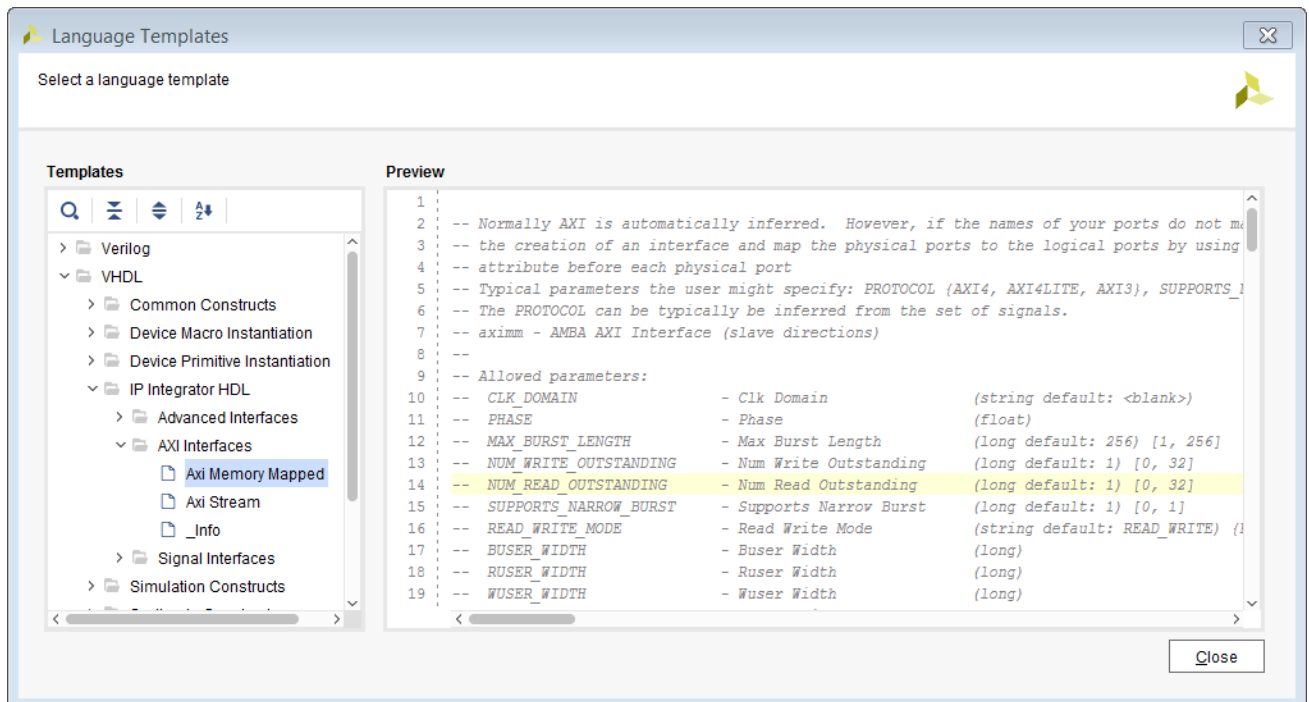 Language Templates
Select a language template
Templates
Preview
Verilog
VHDL
Common Constructs
Device Macro Instantiation
Device Primitive Instantiation
IP Integrator HDL
Advanced Interfaces
AXI Interfaces
Axi Memory Mapped
Axi Stream
_Info
Signal Interfaces
Simulation Constructs
1
2 -- Normally AXI is automatically inferred.  However, if the names of your ports do not
3 -- the creation of an interface and map the physical ports to the logical ports by using
4 -- attribute before each physical port
5 -- Typical parameters the user might specify: PROTOCOL {AXI4, AXI4LITE, AXI3},
6 -- The PROTOCOL can be typically be inferred from the set of signals.
7 -- aximm - AMBA AXI Interface (slave directions)
8 --
9 -- Allowed parameters:
10 -- CLK_DOMAIN - Clk Domain (string default: <blank>)
11 -- PHASE - Phase (float)
12 -- MAX_BURST_LENGTH - Max Burst Length (long default: 256) [1, 256]
13 -- NUM_WRITE_OUTSTANDING - Num Write Outstanding (long default: 1) [0, 32]
14 -- NUM_READ_OUTSTANDING - Num Read Outstanding (long default: 1) [0, 32]
15 -- SUPPORTS_NARROW_BURST - Supports Narrow Burst (long default: 1) [0, 1]
16 -- READ_WRITE_MODE - Read Write Mode (string default: READ_WRITE)
17 -- BUSER_WIDTH - Buser Width (long)
18 -- RUSER_WIDTH - Ruser Width (long)
19 -- WUSER_WIDTH - Wuser Width (long)
Close